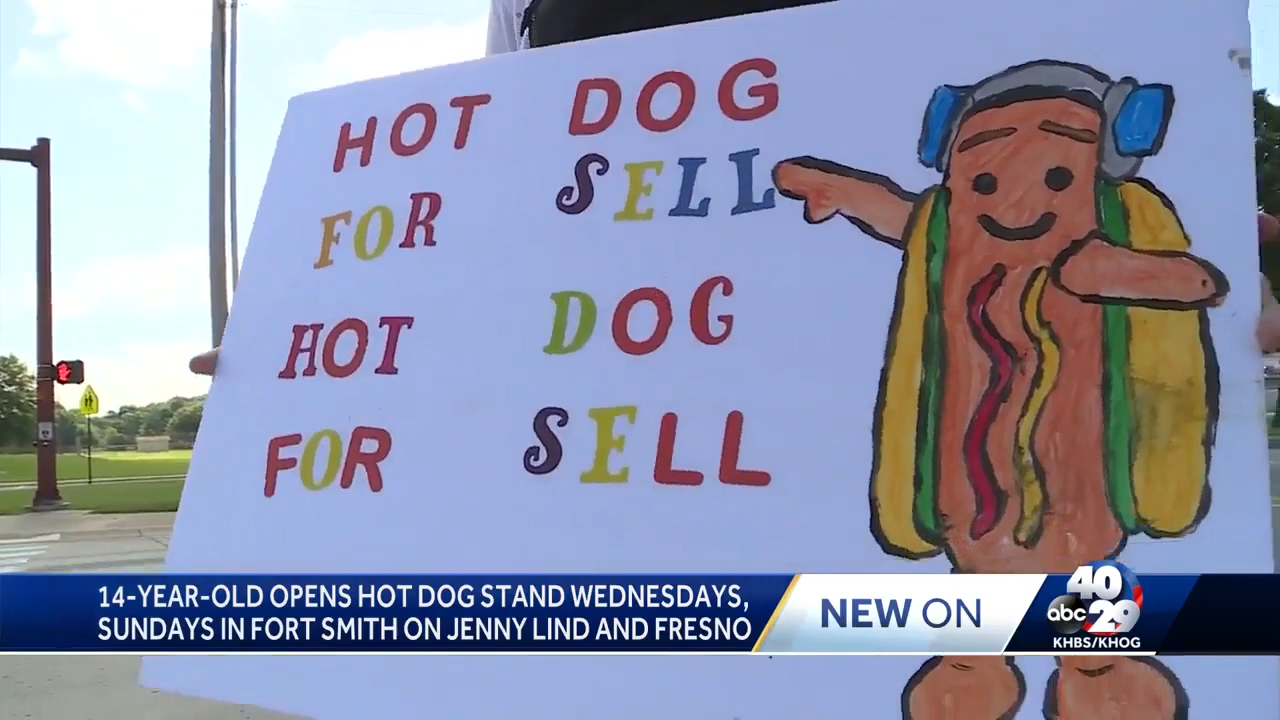 HOT DOG
FOR SELL
HOT DOG
FOR SELL
14-YEAR-OLD OPENS HOT DOG STAND WEDNESDAYS,
SUNDAYS IN FORT SMITH ON JENNY LIND AND FRESNO
NEW ON
40
abc 29
KHBS/KHOG